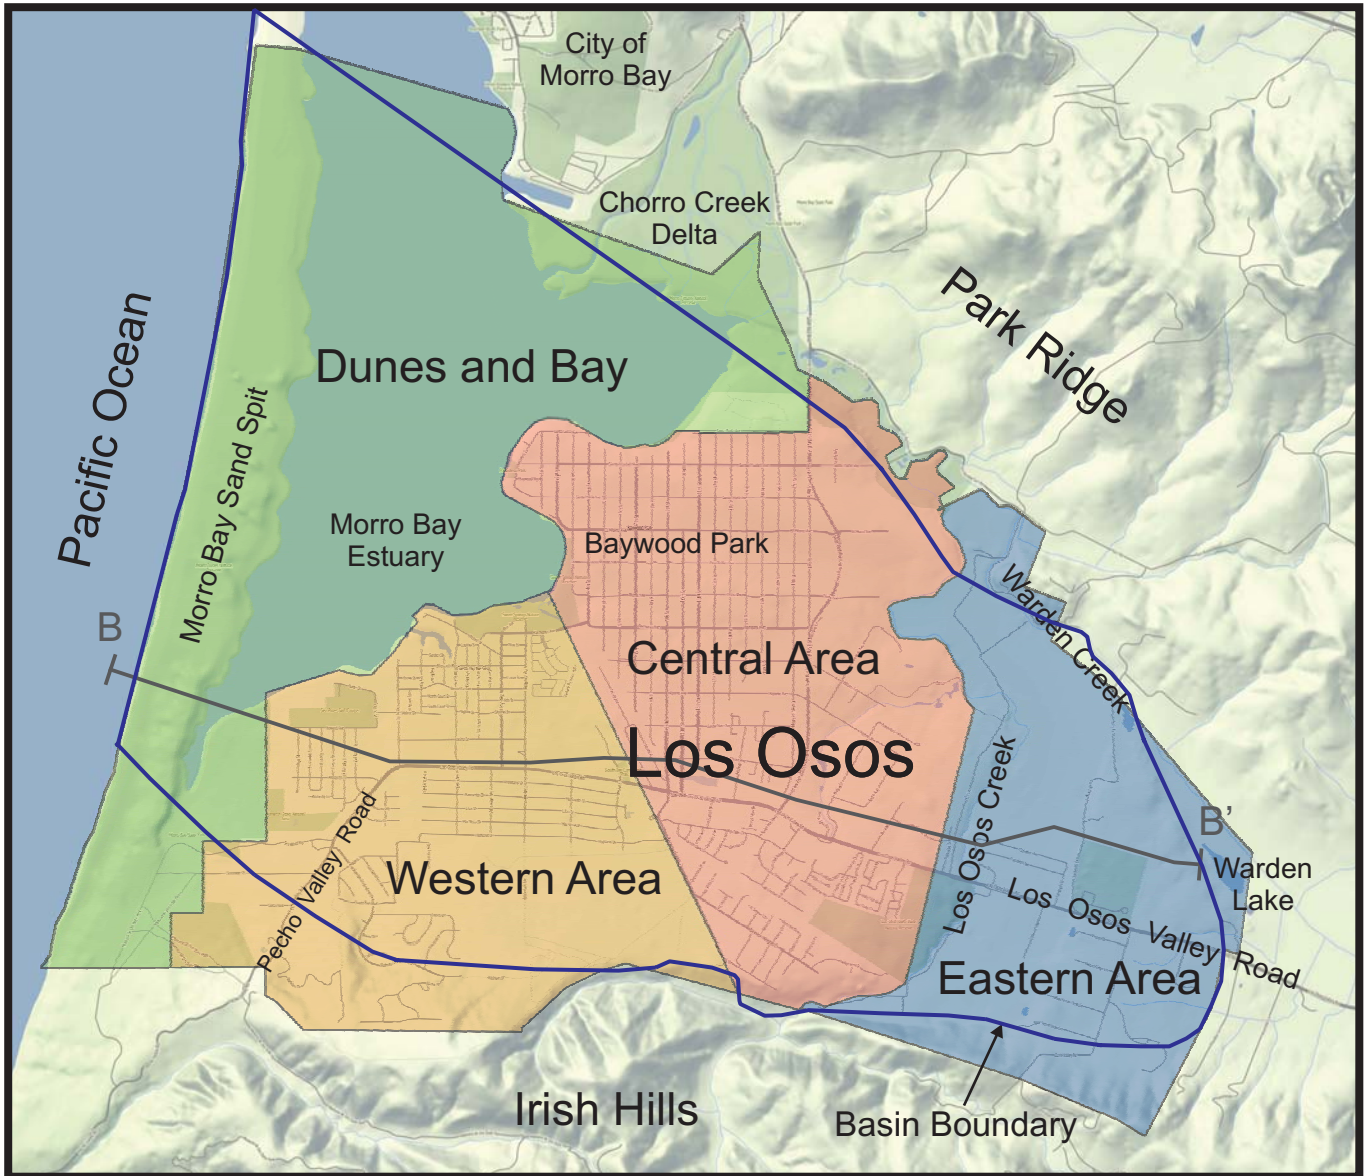 City of
Morro Bay
Chorro Creek
Delta
Park Ridge
Pacific Ocean
Dunes and Bay
Morro Bay Sand Spit
Morro Bay
Estuary
Baywood Park
Warden Creek
B
Central Area
Los Osos
Los Osos Creek
B'
Warden
Lake
Pecho Valley Road
Western Area
Los Osos Valley Road
Eastern Area
Irish Hills
Basin Boundary